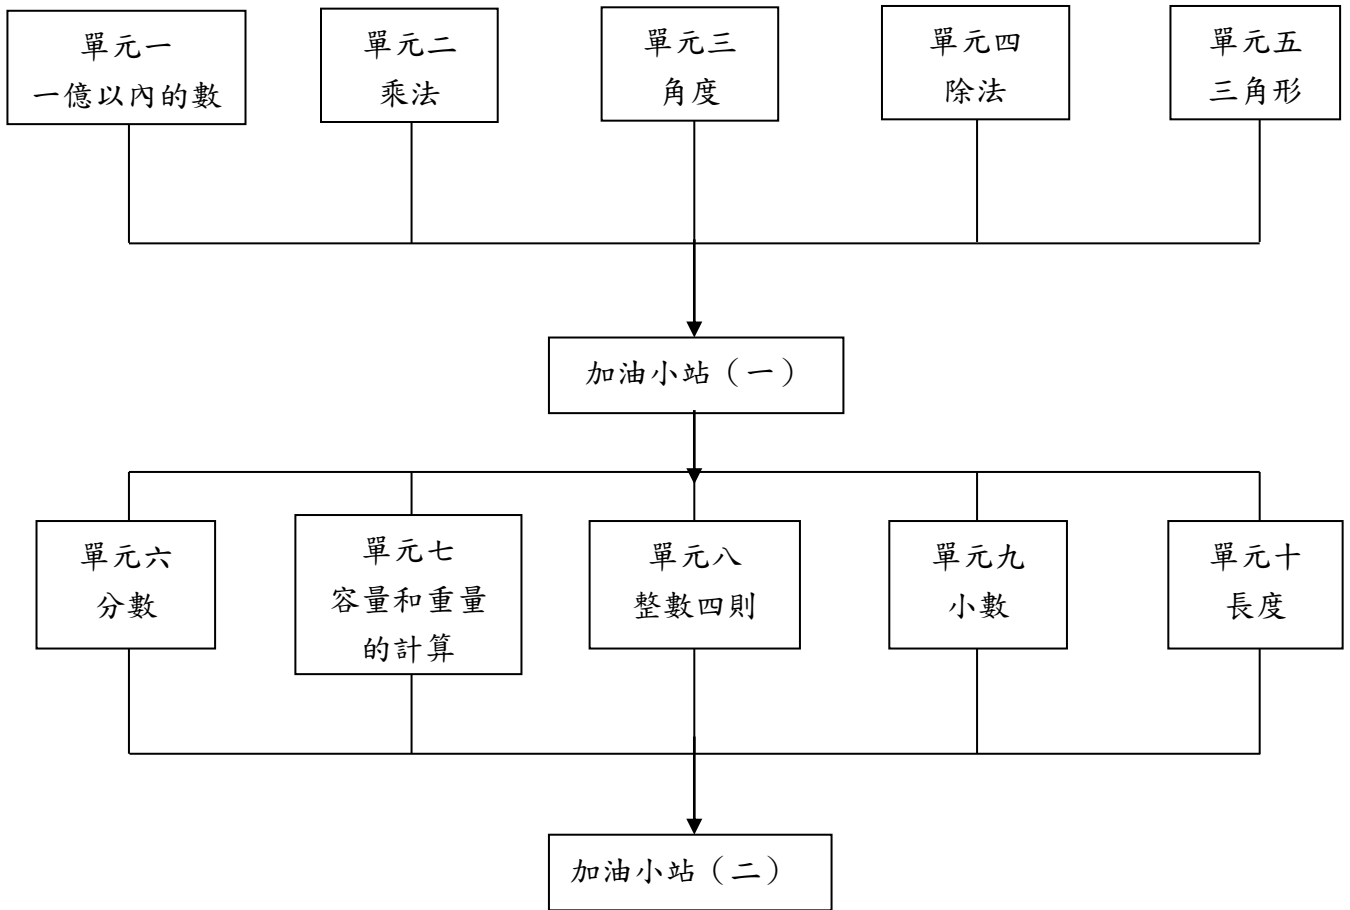 單元一
一億以內的數
單元二
乘法
單元三
角度
單元四
除法
單元五
三角形
加油小站（一）
單元六
分數
單元七
容量和重量
的計算
單元八
整數四則
單元九
小數
單元十
長度
加油小站（二）